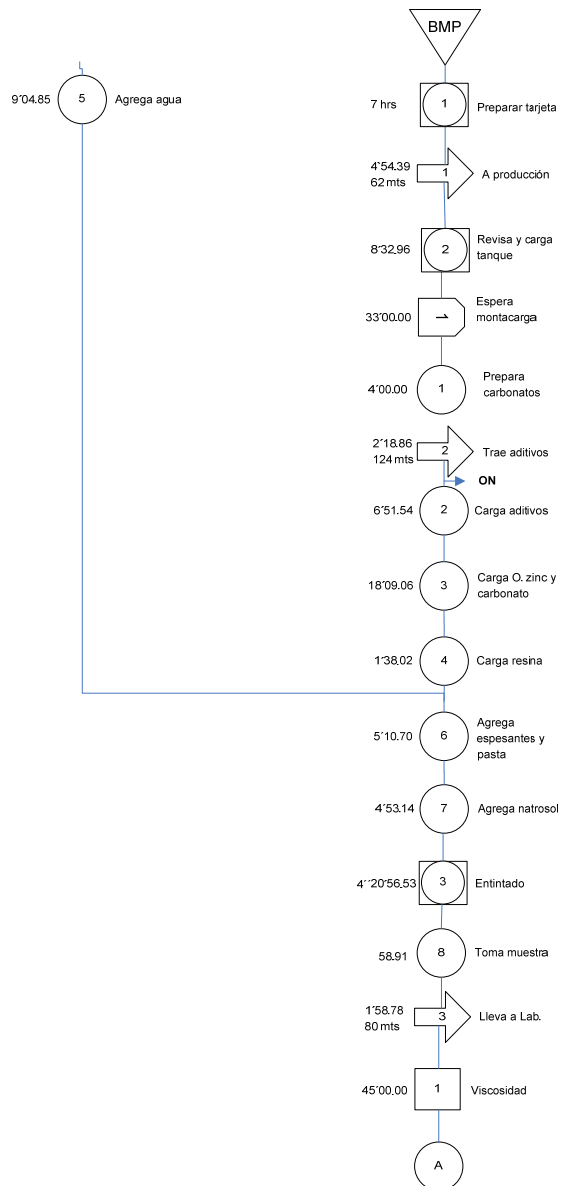 BMP
9´04.85
5
Agrega agua
7 hrs
1
Preparar tarjeta
4´54.39
62 mts
1
A producción
8´32.96
2
Revisa y carga
tanque
33´00.00
1
Espera
montacarga
4´00.00
1
Prepara
carbonatos
2´18.86
124 mts
2
Trae aditivos
ON
6´51.54
2
Carga aditivos
18´09.06
3
Carga O. zinc y
carbonato
1´38.02
4
Carga resina
5´10.70
6
Agrega
espesantes y
pasta
4´53.14
7
Agrega natrosol
4´´20´56.53
3
Entintado
58.91
8
Toma muestra
1´58.78
80 mts
3
Lleva a Lab.
45´00.00
1
Viscosidad
A